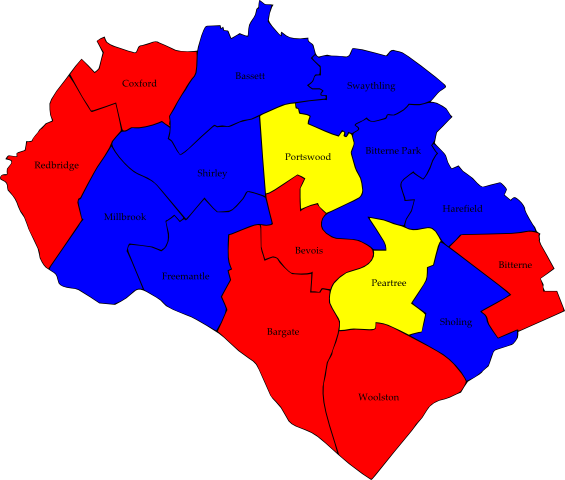 Bassett
Coxford
Swaythling
Bitterne Park
Portswood
Redbridge
Shirley
Harefield
Millbrook
Bevois
Bitterne
Freemantle
Peartree
Sholing
Bargate
Woolston